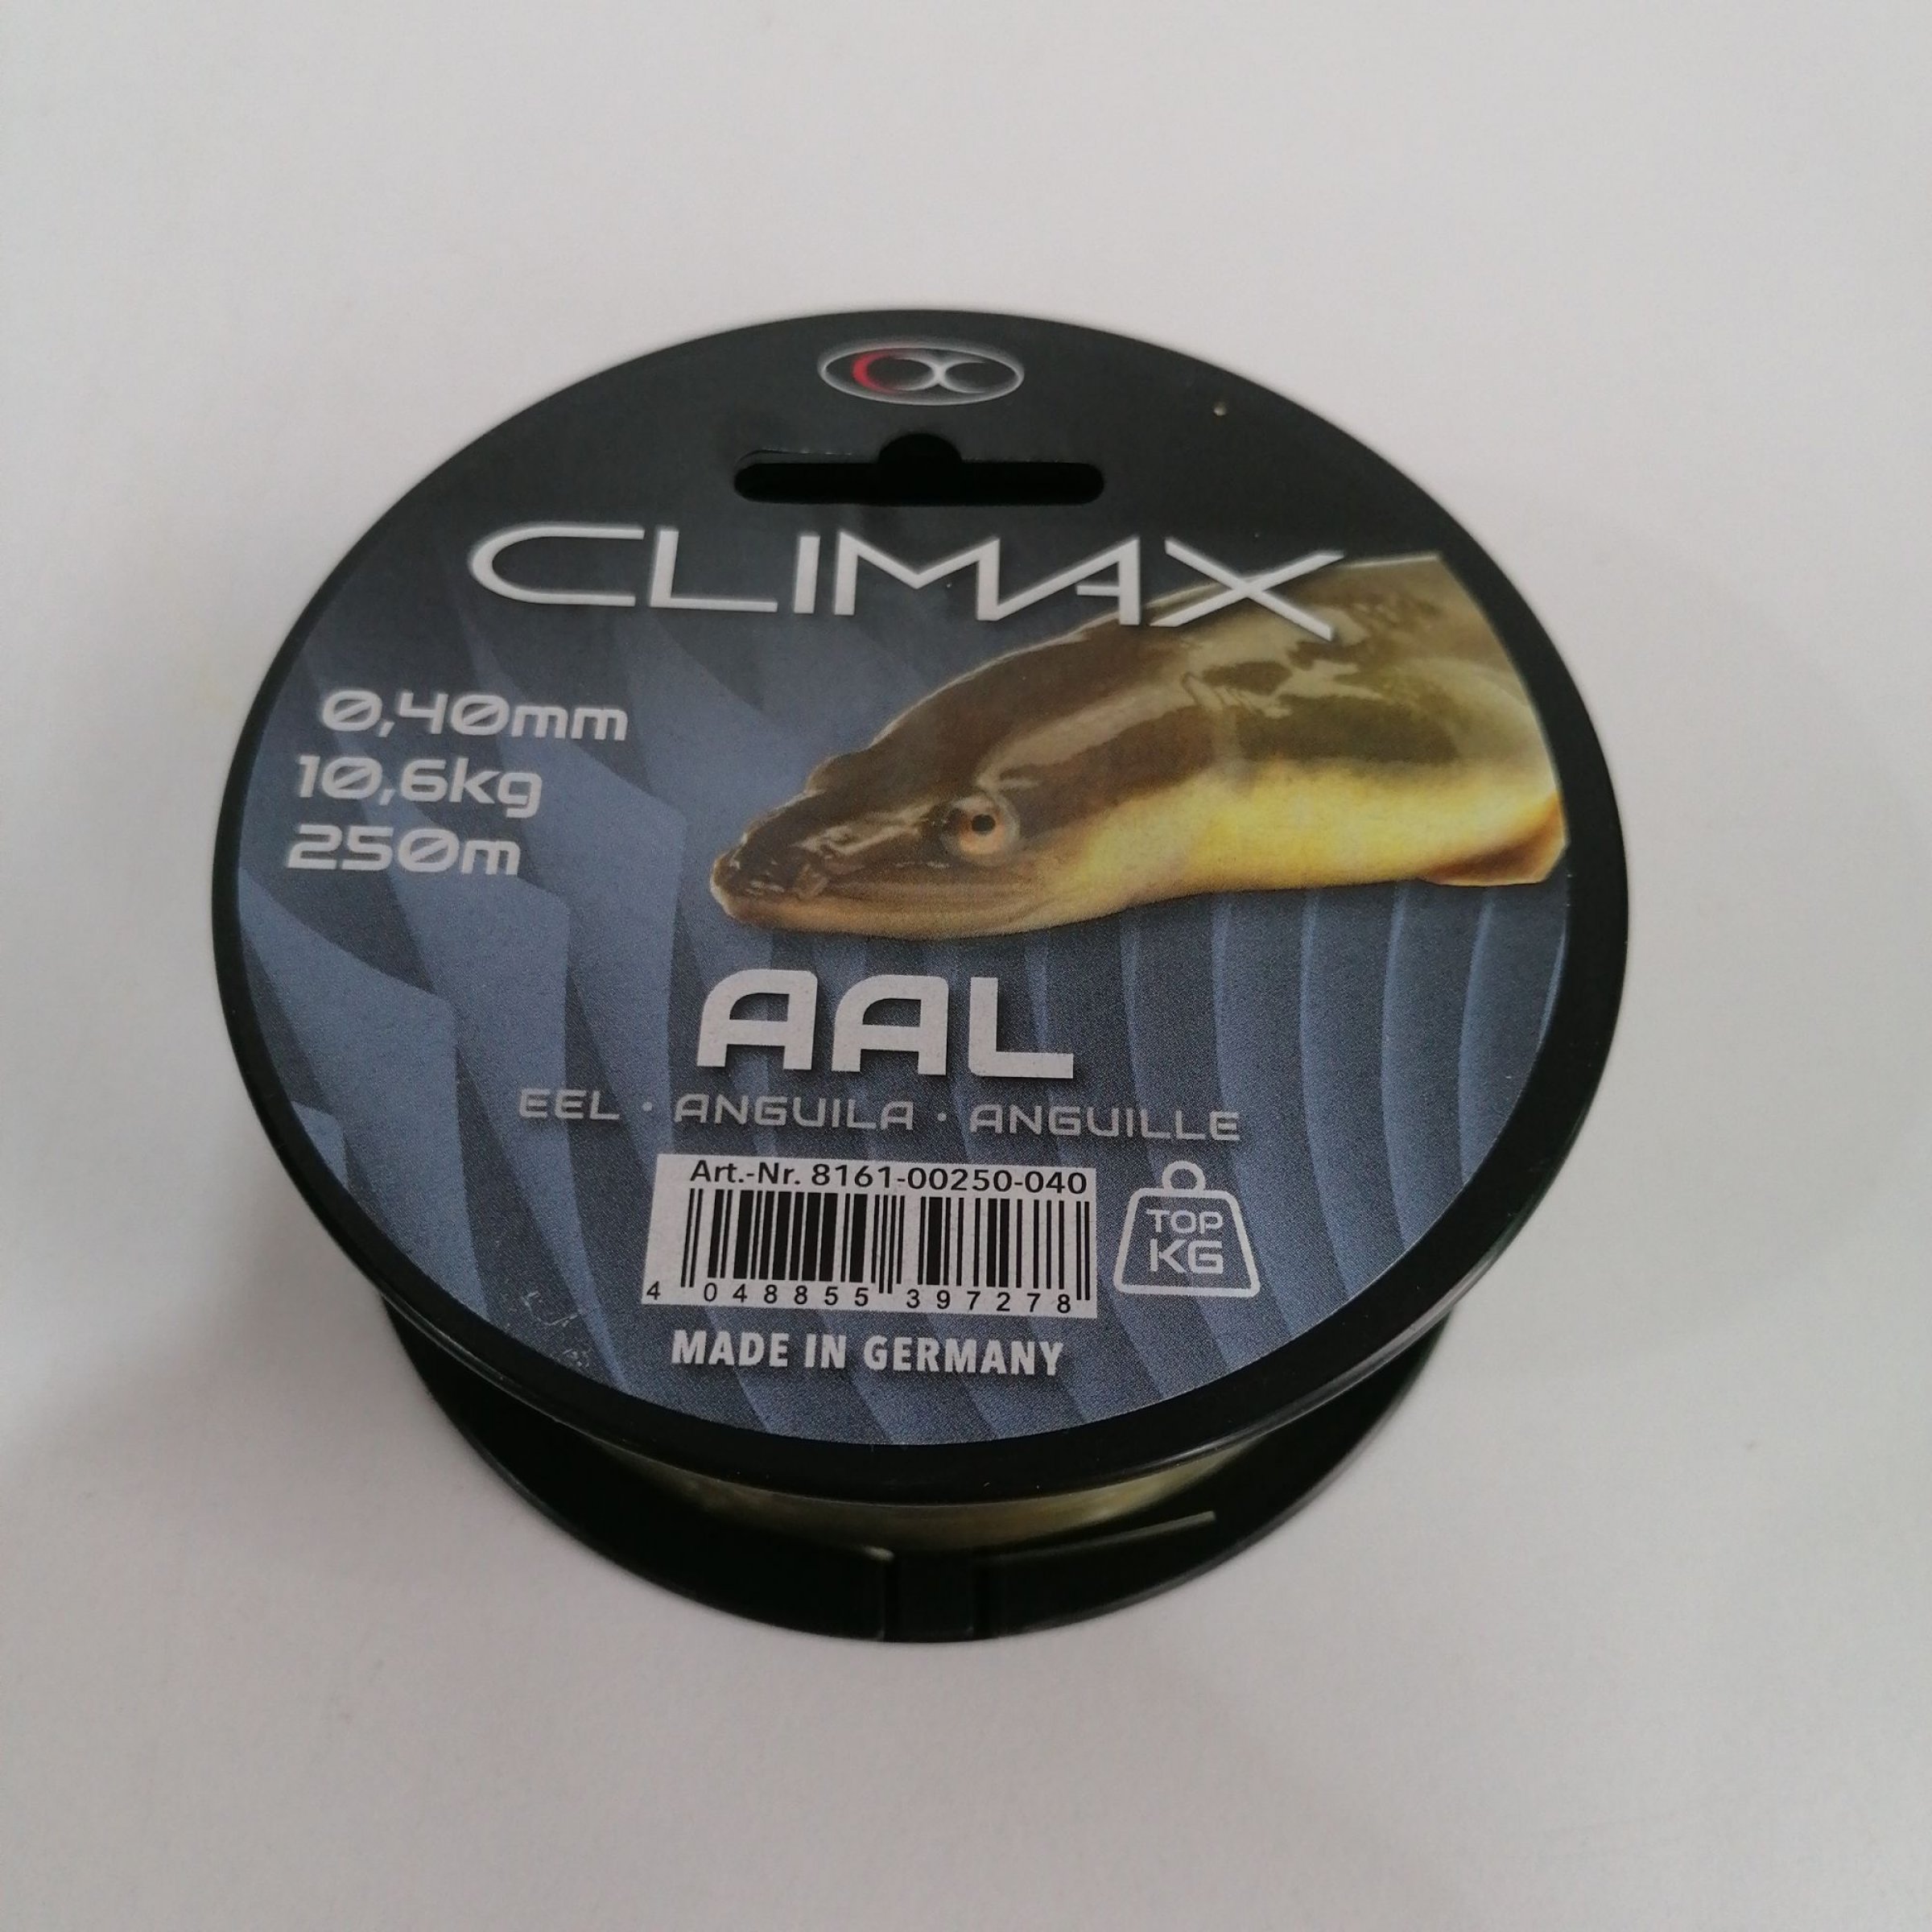 CLIMAX
0,40mm
10,6kg
250m
AAL
EEL · ANGUILA · ANGUILLE
Art.-Nr. 8161-00250-040
4 048855 397278
TOP
KG
MADE IN GERMANY